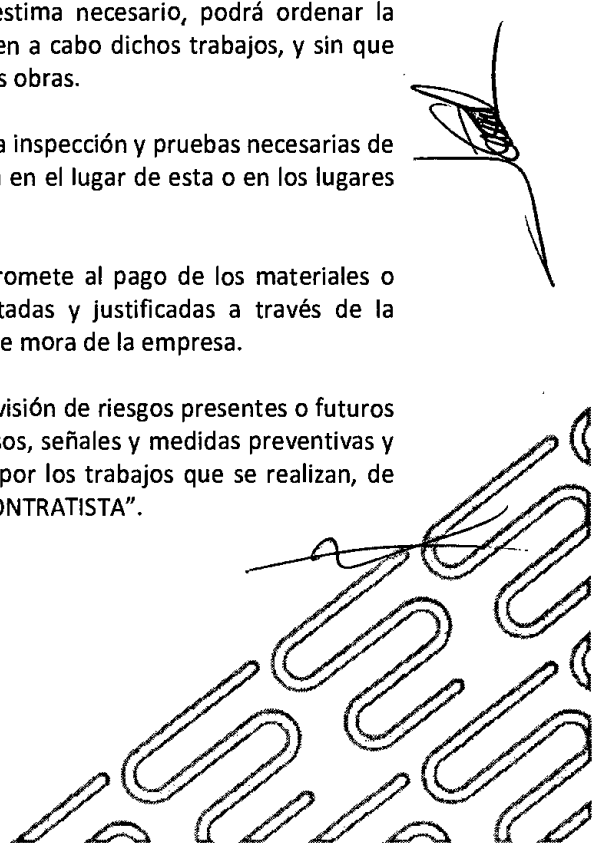 estima necesario, podrá ordenar la
en a cabo dichos trabajos, y sin que
s obras.
a inspección y pruebas necesarias de
en el lugar de esta o en los lugares
romete al pago de los materiales o
tadas y justificadas a través de la
e mora de la empresa.
visión de riesgos presentes o futuros
sos, señales y medidas preventivas y
por los trabajos que se realizan, de
ONTRATISTA”.